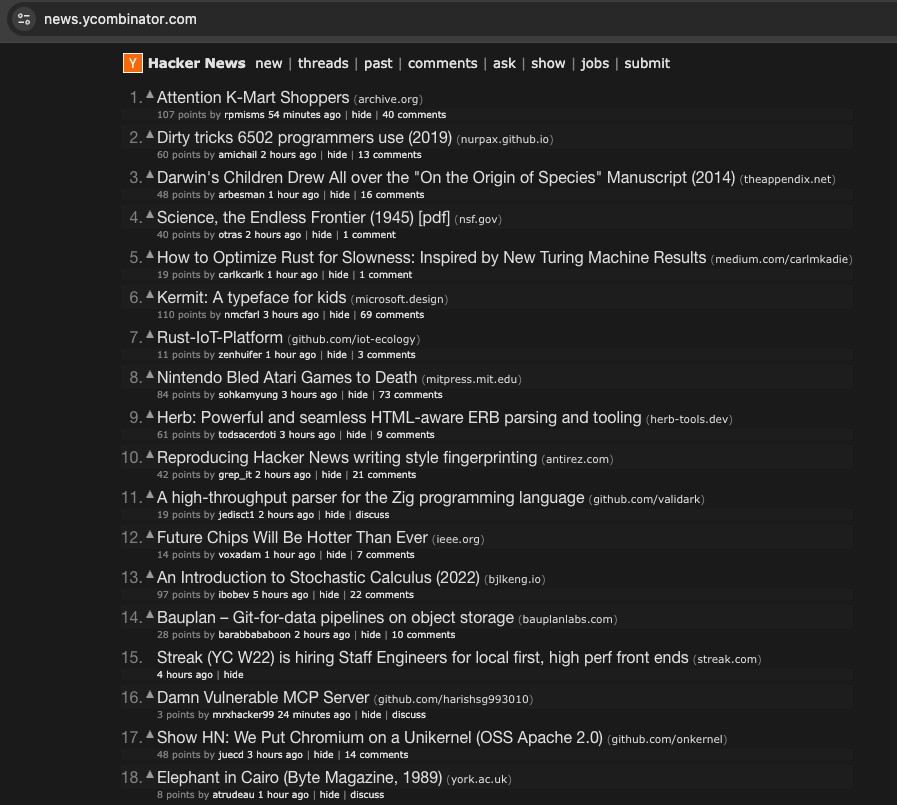 news.ycombinator.com
Y Hacker News new | threads | past | comments | ask | show | jobs | submit
1. Attention K-Mart Shoppers (archive.org)
107 points by rpmisms 54 minutes ago | hide | 40 comments
2. Dirty tricks 6502 programmers use (2019) (nurpax.github.io)
60 points by amichail 2 hours ago | hide | 13 comments
3. Darwin's Children Drew All over the "On the Origin of Species" Manuscript (2014) (theappendix.net)
48 points by arbesman 1 hour ago | hide | 16 comments
4. Science, the Endless Frontier (1945) [pdf] (nsf.gov)
40 points by otras 2 hours ago | hide | 1 comment
5. How to Optimize Rust for Slowness: Inspired by New Turing Machine Results (medium.com/carlmkadie)
19 points by carlkcarlk 1 hour ago | hide | 1 comment
6. Kermit: A typeface for kids (microsoft.design)
110 points by nmcfarl 3 hours ago | hide | 69 comments
7. Rust-IoT-Platform (github.com/iot-ecology)
11 points by zenhuifer 1 hour ago | hide | 3 comments
8. Nintendo Bled Atari Games to Death (mitpress.mit.edu)
84 points by sohkamyung 3 hours ago | hide | 73 comments
9. Herb: Powerful and seamless HTML-aware ERB parsing and tooling (herb-tools.dev)
61 points by todsacerdoti 3 hours ago | hide | 9 comments
10. Reproducing Hacker News writing style fingerprinting (antirez.com)
42 points by grep_it 2 hours ago | hide | 21 comments
11. A high-throughput parser for the Zig programming language (github.com/validark)
19 points by jedisct1 2 hours ago | hide | discuss
12. Future Chips Will Be Hotter Than Ever (ieee.org)
14 points by voxadam 1 hour ago | hide | 7 comments
13. An Introduction to Stochastic Calculus (2022) (bjlkeng.io)
97 points by ibobev 5 hours ago | hide | 22 comments
14. Bauplan – Git-for-data pipelines on object storage (bauplanlabs.com)
28 points by barabbababoon 2 hours ago | hide | 10 comments
15. Streak (YC W22) is hiring Staff Engineers for local first, high perf front ends (streak.com)
4 hours ago | hide
16. Damn Vulnerable MCP Server (github.com/harishsg993010)
3 points by mrxhacker99 24 minutes ago | hide | discuss
17. Show HN: We Put Chromium on a Unikernel (OSS Apache 2.0) (github.com/onkernel)
48 points by juecd 3 hours ago | hide | 14 comments
18. Elephant in Cairo (Byte Magazine, 1989) (york.ac.uk)
8 points by atrudeau 1 hour ago | hide | discuss